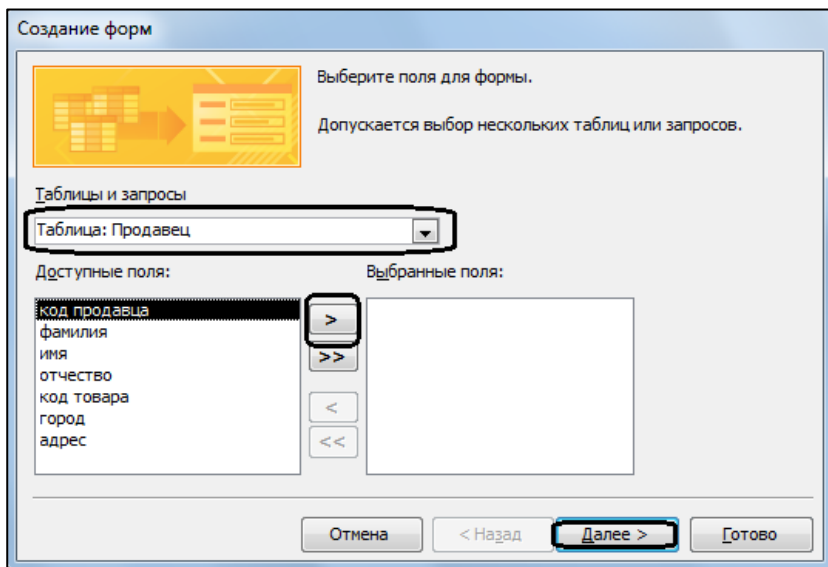 Создание форм
Выберите поля для формы.
Допускается выбор нескольких таблиц или запросов.
Таблицы и запросы
Таблица: Продавец
Доступные поля:
Выбранные поля:
код продавца
фамилия
имя
отчество
код товара
город
адрес
>
>>
<
<<
Отмена
< Назад
Далее >
Готово